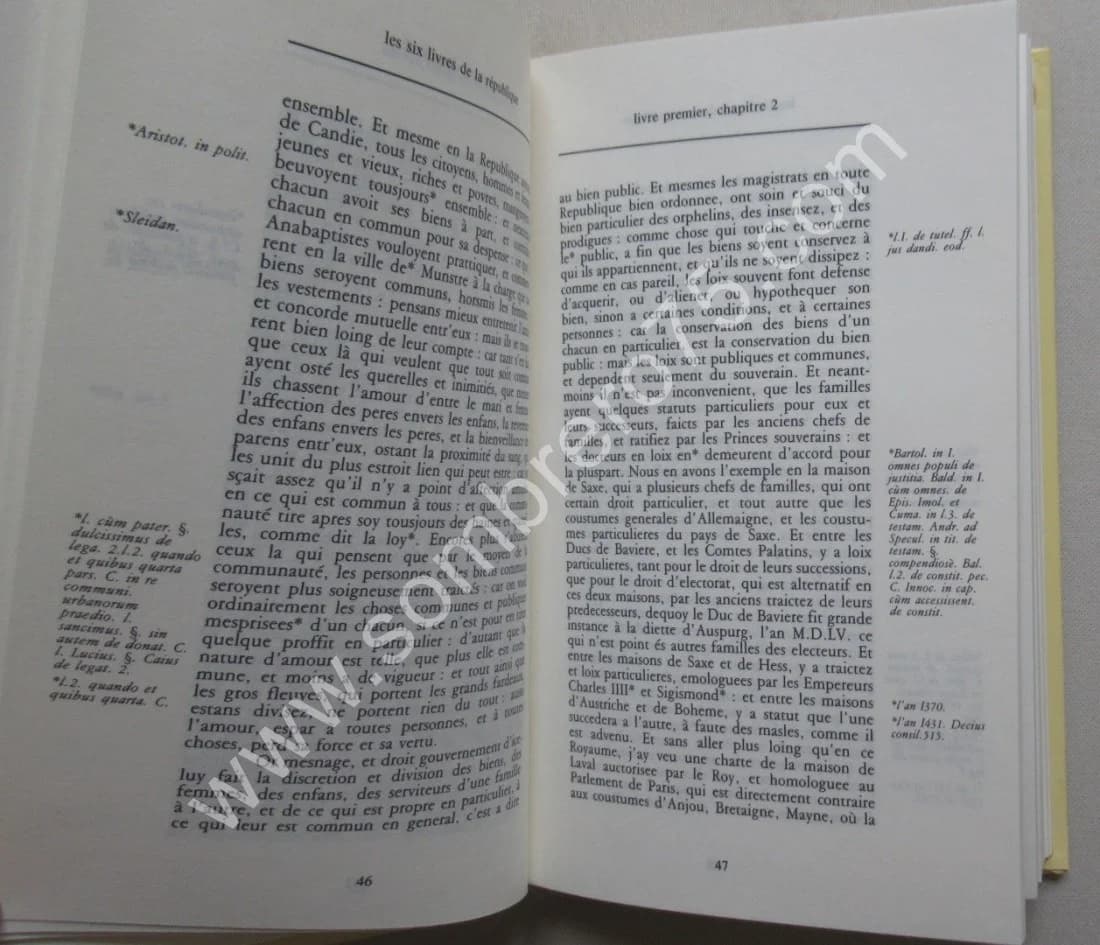 les six livres de la république
*Aristot. in polit.
*Sleidan.
*l. cùm pater. §.
dulcissimus de
lega. 2.l.2. quando
et quibus quarta
pars. C. in re
communi.
urbanorum
praedio. l.
sancimus. §. sin
autem de donat. C.
l. Lucius. §. Caius
de legat. 2.
*l.2. quando et
quibus quarta. C.
ensemble. Et mesme en la Republique
de Candie, tous les citoyens, hommes et
jeunes et vieux, riches et povres, mangeoyent
beuvoyent tousjours* ensemble : et
chacun avoit ses biens à part, et
chacun en commun pour sa despense : ce que
Anabaptistes vouloyent prattiquer, et
rent en la ville de* Munstre à la charge que
biens seroyent communs, horsmis les femmes
les vestements : pensans mieux entretenir
et concorde mutuelle entr'eux : mais ils se
rent bien loing de leur compte : car tant s'en
que ceux là qui veulent que tout soit commun
ayent osté les querelles et inimitiés, que
ils chassent l'amour d'entre le mari et
l'affection des peres envers les enfans, la
des enfans envers les peres, et la bienveillance
parens entr'eux, ostant la proximité du sang
les unit du plus estroit lien qui peut estre :
sçait assez qu'il n'y a point d'affection
en ce qui est commun à tous : et que
nauté tire apres soy tousjours des haines et
les, comme dit la loy*. Encore plus
ceux la qui pensent que par le moyen de
communauté, les personnes et les biens communs
seroyent plus soigneusement traités : car on
ordinairement les choses communes et publiques
mesprisees* d'un chacun, si ce n'est pour en
quelque proffit en particulier : d'autant que
nature d'amour est telle, que plus elle est
mune, et moins a de vigueur : et tout ainsi que
les gros fleuves, qui portent les grands fardeaux,
estans divisez, ne portent rien du tout : aussi
l'amour, espars à toutes personnes, et à toutes
choses, perd sa force et sa vertu.
mesnage, et droit gouvernement
luy fait la discretion et division des biens, des
femmes, des enfans, des serviteurs d'une famille
à l'autre, et de ce qui est propre en particulier, à
ce qui leur est commun en general, c'est a dire
46
livre premier, chapitre 2
au bien public. Et mesmes les magistrats en toute
Republique bien ordonnee, ont soin et souci du
bien particulier des orphelins, des insensez, et des
prodigues : comme chose qui touche et concerne
le* public, a fin que les biens soyent conservez à
qui ils appartiennent, et qu'ils ne soyent dissipez :
comme en cas pareil, les loix souvent font defense
d'acquerir, ou d'aliener, ou hypothequer son
bien, sinon a certaines conditions, et à certaines
personnes : car la conservation des biens d'un
chacun en particulier est la conservation du bien
public : mais les loix sont publiques et communes,
et dependent seulement du souverain. Et neant-
moins il n'est pas inconvenient, que les familles
ayent quelques statuts particuliers pour eux et
leurs successeurs, faicts par les anciens chefs de
familles, et ratifiez par les Princes souverains : et
les docteurs en loix en* demeurent d'accord pour
la pluspart. Nous en avons l'exemple en la maison
de Saxe, qui a plusieurs chefs de familles, qui ont
certain droit particulier, et tout autre que les
coustumes generales d'Allemaigne, et les coustu-
mes particulieres du pays de Saxe. Et entre les
Ducs de Baviere, et les Comtes Palatins, y a loix
particulieres, tant pour le droit de leurs successions,
que pour le droit d'electorat, qui est alternatif en
ces deux maisons, par les anciens traictez de leurs
predecesseurs, dequoy le Duc de Baviere fit grande
instance à la diette d'Auspurg, l'an M.D.LV. ce
qui n'est point és autres familles des electeurs. Et
entre les maisons de Saxe et de Hess, y a traictez
et loix particulieres, emologuees par les Empereurs
Charles IIII* et Sigismond* : et entre les maisons
d'Austriche et de Boheme, y a statut que l'une
succedera a l'autre, à faute des masles, comme il
est advenu. Et sans aller plus loing qu'en ce
Royaume, j'ay veu une charte de la maison de
Laval auctorisee par le Roy, et homologuee au
Parlement de Paris, qui est directement contraire
aux coustumes d'Anjou, Bretaigne, Mayne, où la
*l.I. de tutel. ff. l.
jus dandi. eod.
*Bartol. in l.
omnes populi de
justitia. Bald. in l.
cùm omnes. de
Epis. Imol. et
Cuma. in l.3. de
testam. Andr. ad
Specul. in tit. de
testam. §.
compendiosè. Bal.
l.2. de constit. pec.
C. Innoc. in cap.
cùm accessissent.
de constit.
*l'an 1370.
*l'an 1431. Decius
consil.515.
47
www.sombrero75.com